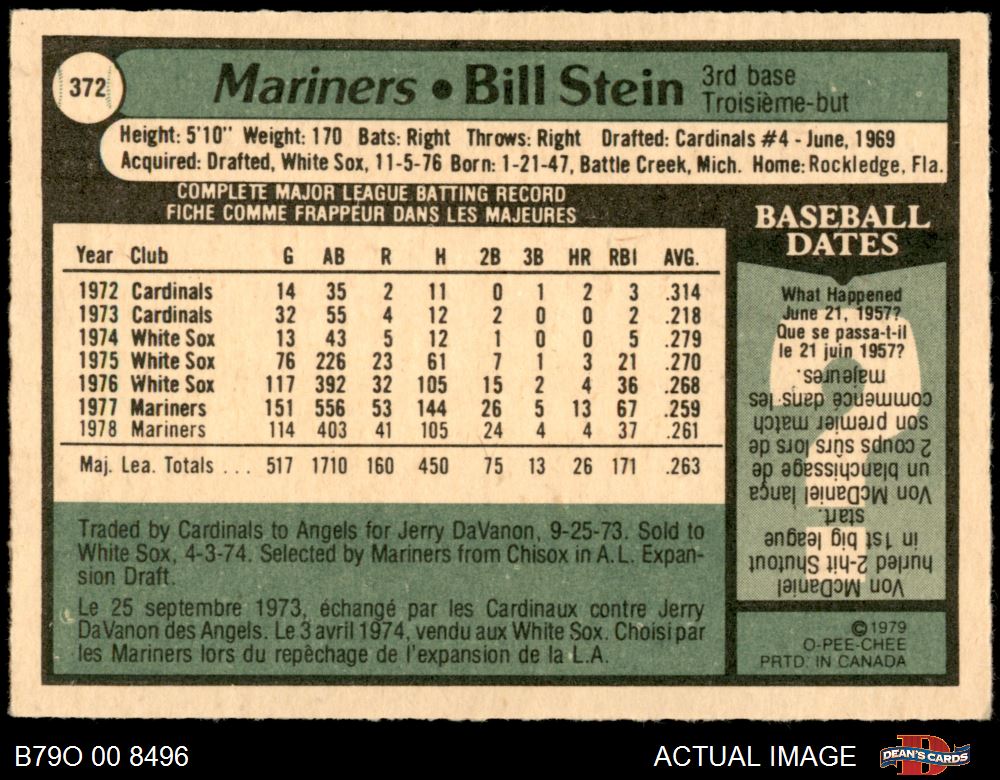 372
Mariners • Bill Stein
3rd base
Troisième-but
Height: 5'10" Weight: 170 Bats: Right Throws: Right Drafted: Cardinals #4 - June, 1969
Acquired: Drafted, White Sox, 11-5-76 Born: 1-21-47, Battle Creek, Mich. Home: Rockledge, Fla.
COMPLETE MAJOR LEAGUE BATTING RECORD
FICHE COMME FRAPPEUR DANS LES MAJEURES
Year Club G AB R H 2B 3B HR RBI AVG.
1972 Cardinals 14 35 2 11 0 1 2 3 .314
1973 Cardinals 32 55 4 12 2 0 0 2 .218
1974 White Sox 13 43 5 12 1 0 0 5 .279
1975 White Sox 76 226 23 61 7 1 3 21 .270
1976 White Sox 117 392 32 105 15 2 4 36 .268
1977 Mariners 151 556 53 144 26 5 13 67 .259
1978 Mariners 114 403 41 105 24 4 4 37 .261
Maj. Lea. Totals ... 517 1710 160 450 75 13 26 171 .263
Traded by Cardinals to Angels for Jerry DaVanon, 9-25-73. Sold to
White Sox, 4-3-74. Selected by Mariners from Chisox in A.L. Expan-
sion Draft.
Le 25 septembre 1973, échangé par les Cardinaux contre Jerry
DaVanon des Angels. Le 3 avril 1974, vendu aux White Sox. Choisi par
les Mariners lors du repêchage de l'expansion de la L.A.
BASEBALL
DATES
What Happened
June 21, 1957?
Que se passa-t-il
le 21 juin 1957?
Von McDaniel
hurled 2-hit Shutout
in 1st big league
start.
Von McDaniel lança
un blanchissage de
2 coups sûrs lors de
son premier match
commence dans les
majeures.
©1979
O-PEE-CHEE
PRTD. IN CANADA
B79O 00 8496
ACTUAL IMAGE
DEAN'S CARDS